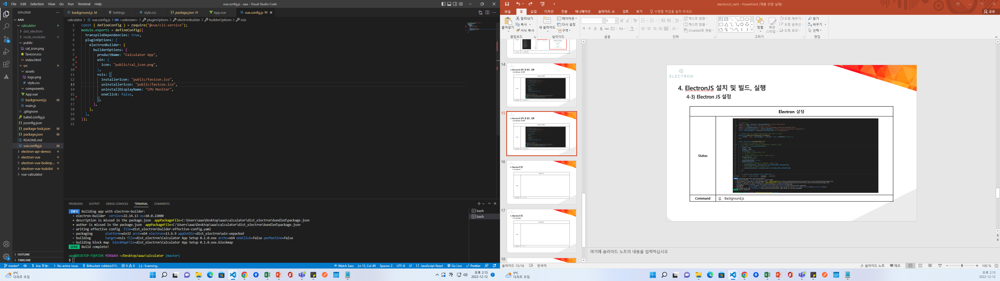 File Edit Selection View Go Run Terminal Help
vue.config.js - aaa - Visual Studio Code
EXPLORER
AAA
calculator
dist_electron
node_modules
public
cal_icon.png
favicon.ico
index.html
src
assets
logo.png
style.css
components
App.vue
background.js M
main.js
.gitignore
babel.config.js
jsconfig.json
package-lock.json M
package.json M
README.md
vue.config.js M
electron-api-demos
electron-vue
electron-vue-boilerp...
electron-vue-todolist
vue-calculator
OUTLINE
TIMELINE
background.js M Settings style.css package.json M App.vue vue.config.js M
calculator > vue.config.js > <unknown> > pluginOptions > electronBuilder > builderOptions > nsis
1 const { defineConfig } = require("@vue/cli-service");
2 module.exports = defineConfig({
3 transpileDependencies: true,
4 pluginOptions: {
5 electronBuilder: {
6 builderOptions: {
7 productName: "Calculator App",
8 win: {
9 icon: "public/cal_icon.png",
10 },
11 nsis: {
12 installerIcon: "public/favicon.ico",
13 uninstallerIcon: "public/favicon.ico",
14 uninstallDisplayName: "CPU Monitor",
15 oneClick: false,
16 },
17 },
18 },
19 },
20 });
21
PROBLEMS OUTPUT DEBUG CONSOLE TERMINAL COMMENTS
bash
bash
INFO Building app with electron-builder:
• electron-builder version=22.14.13 os=10.0.22000
• description is missed in the package.json appPackageFile=C:\Users\aaa\Desktop\aaa\calculator\dist_electron\bundled\package.json
• author is missed in the package.json appPackageFile=C:\Users\aaa\Desktop\aaa\calculator\dist_electron\bundled\package.json
• writing effective config file=dist_electron\builder-effective-config.yaml
• packaging platform=win32 arch=x64 electron=13.6.9 appOutDir=dist_electron\win-unpacked
• building target=nsis file=dist_electron\Calculator App Setup 0.1.0.exe archs=x64 oneClick=false perMachine=false
• building block map blockMapFile=dist_electron\Calculator App Setup 0.1.0.exe.blockmap
DONE Build complete!
aaa@DESKTOP-FQVFIVR MINGW64 ~/Desktop/aaa/calculator (master)
$
master* Jira: 또능: No active issue Bitbucket: robbins311: 0 0 {..} : Scanning.. Watch Sass Ln 13, Col 49 Spaces: 2 UTF-8 LF JavaScript React Go Live Prettier
0°C
대체로 흐림
가
오후 2:15
2022-12-12
electronJS_ver0 - PowerPoint (제품 인증 실패)
파일 홈 삽입 디자인 전환 애니메이션 슬라이드 쇼 검토 보기 수행할 작업을 알려 주세요.
공유
붙여넣기
잘라내기
복사
서식 복사
클립보드
새 슬라이드
레이아웃
다시 설정
구역
슬라이드
9
글꼴
텍스트 방향
텍스트 맞춤
SmartArt로 변환
단락
정렬
빠른 스타일
도형 채우기
도형 윤곽선
도형 효과
그리기
찾기
바꾸기
선택
편집
14
15
16
17
18
ELECTRON
4. ElectronJS 설치 및 빌드, 실행
4-3) Electron JS 설정
Electron 설정
Status
Command ① Background.js
여기에 슬라이드 노트의 내용을 입력하십시오
슬라이드 15/18 한국어 슬라이드 노트 메모 100 %
0°C
대체로 흐림
오후 2:15
2022-12-12